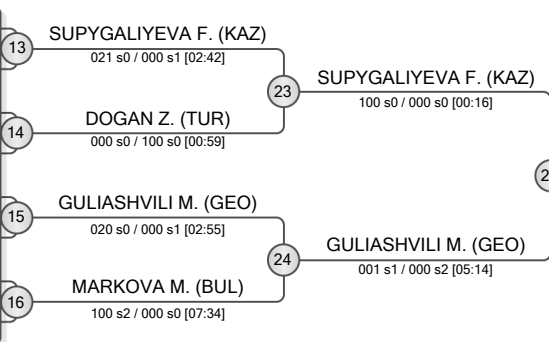 13
SUPYGALIYEVA F. (KAZ)
021 s0 / 000 s1 [02:42]
23
SUPYGALIYEVA F. (KAZ)
100 s0 / 000 s0 [00:16]
14
DOGAN Z. (TUR)
000 s0 / 100 s0 [00:59]
15
GULIASHVILI M. (GEO)
020 s0 / 000 s1 [02:55]
24
GULIASHVILI M. (GEO)
001 s1 / 000 s2 [05:14]
16
MARKOVA M. (BUL)
100 s2 / 000 s0 [07:34]